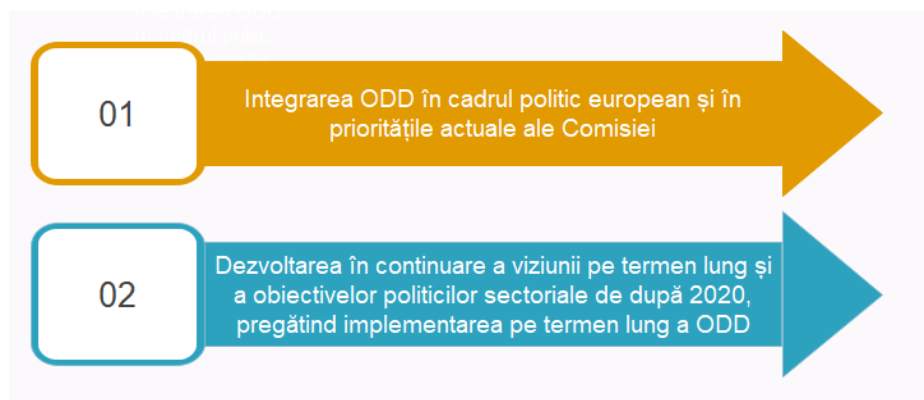 01
Integrarea ODD în cadrul politic european și în
prioritățile actuale ale Comisiei
02
Dezvoltarea în continuare a viziunii pe termen lung și
a obiectivelor politicilor sectoriale de după 2020,
pregătind implementarea pe termen lung a ODD